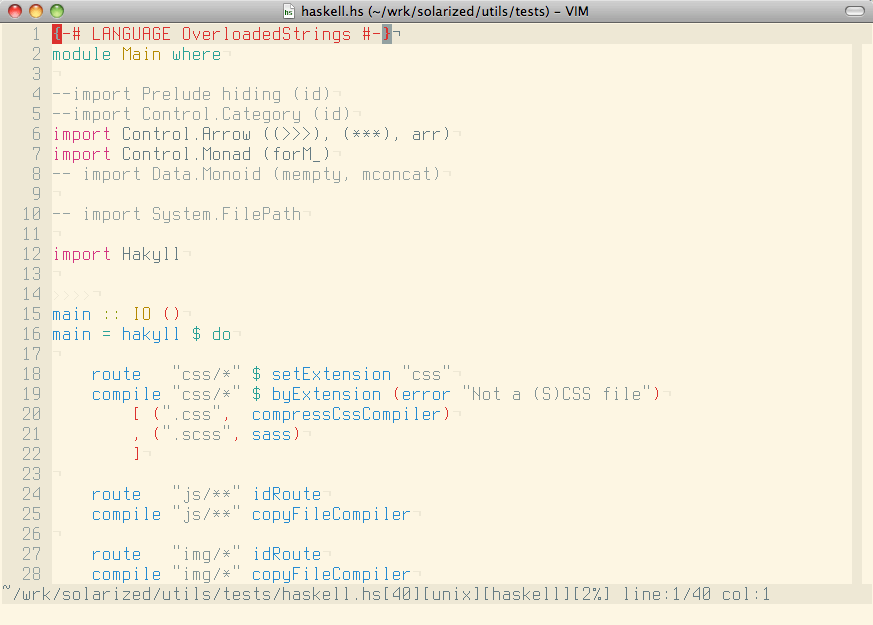 haskell.hs (~/wrk/solarized/utils/tests) – VIM
1 {-# LANGUAGE OverloadedStrings #-}¬
2 module Main where¬
3 ¬
4 --import Prelude hiding (id)¬
5 --import Control.Category (id)¬
6 import Control.Arrow ((>>>), (***), arr)¬
7 import Control.Monad (forM_)¬
8 -- import Data.Monoid (mempty, mconcat)¬
9 ¬
10 -- import System.FilePath¬
11 ¬
12 import Hakyll¬
13 ¬
14 >>>>¬
15 main :: IO ()¬
16 main = hakyll $ do¬
17 ¬
18     route   "css/*" $ setExtension "css"¬
19     compile "css/*" $ byExtension (error "Not a (S)CSS file")¬
20         [ (".css",  compressCssCompiler)¬
21         , (".scss", sass)¬
22         ]¬
23 ¬
24     route   "js/**" idRoute¬
25     compile "js/**" copyFileCompiler¬
26 ¬
27     route   "img/*" idRoute¬
28     compile "img/*" copyFileCompiler¬
~/wrk/solarized/utils/tests/haskell.hs[40][unix][haskell][2%] line:1/40 col:1